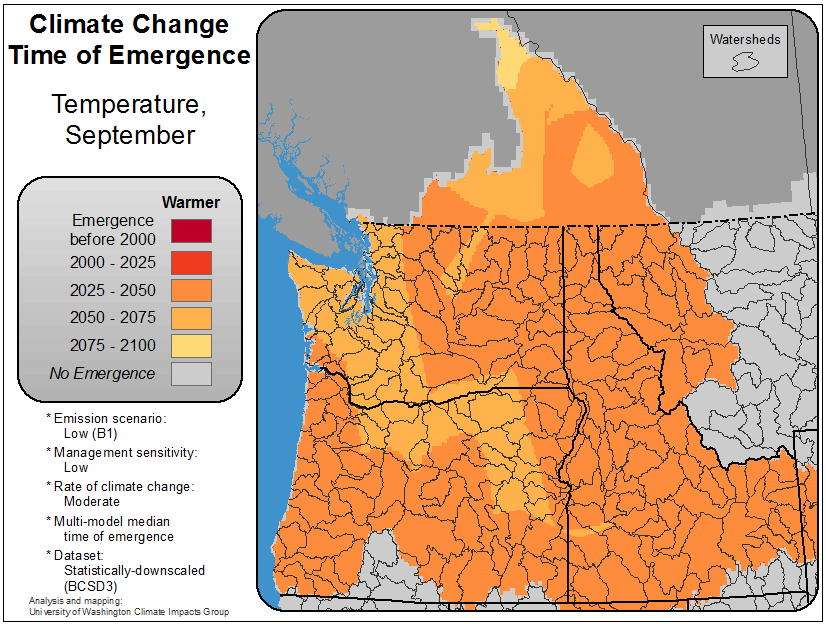 Climate Change
Time of Emergence
Temperature,
September
Warmer
Emergence
before 2000
2000 - 2025
2025 - 2050
2050 - 2075
2075 - 2100
No Emergence
* Emission scenario:
Low (B1)
* Management sensitivity:
Low
* Rate of climate change:
Moderate
* Multi-model median
time of emergence
* Dataset:
Statistically-downscaled
(BCSD3)
Analysis and mapping:
University of Washington Climate Impacts Group
Watersheds